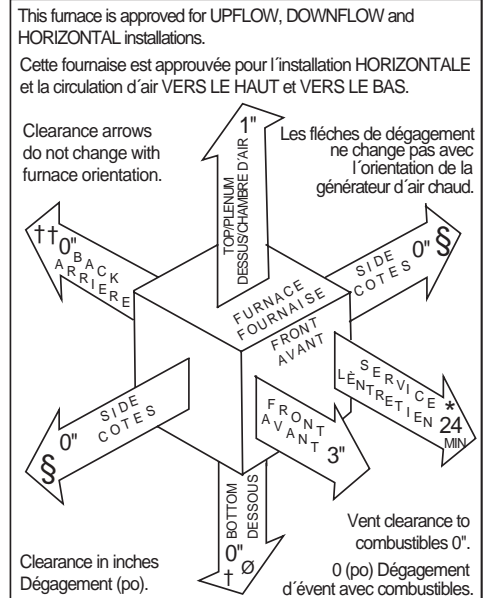 This furnace is approved for UPFLOW, DOWNFLOW and
HORIZONTAL installations.
Cette fournaise est approuvée pour l´installation HORIZONTALE
et la circulation d´air VERS LE HAUT et VERS LE BAS.
Clearance arrows
do not change with
furnace orientation.
1"
TOP/PLENUM
DESSUS/CHAMBRE D'AIR
Les fléches de dégagement
ne change pas avec
l´orientation de la
générateur d´air chaud.
††0"
BACK
ARRIERE
SIDE
COTES
0" §
FURNACE
FOURNAISE
FRONT
AVANT
SERVICE
LÈNTRETIEN
*
24
MIN
§ 0"
SIDE
COTES
FRONT
AVANT
3"
BOTTOM
DESSOUS
0"
† Ø
Vent clearance to
combustibles 0".
Clearance in inches
Dégagement (po).
0 (po) Dégagement
d´évent avec combustibles.